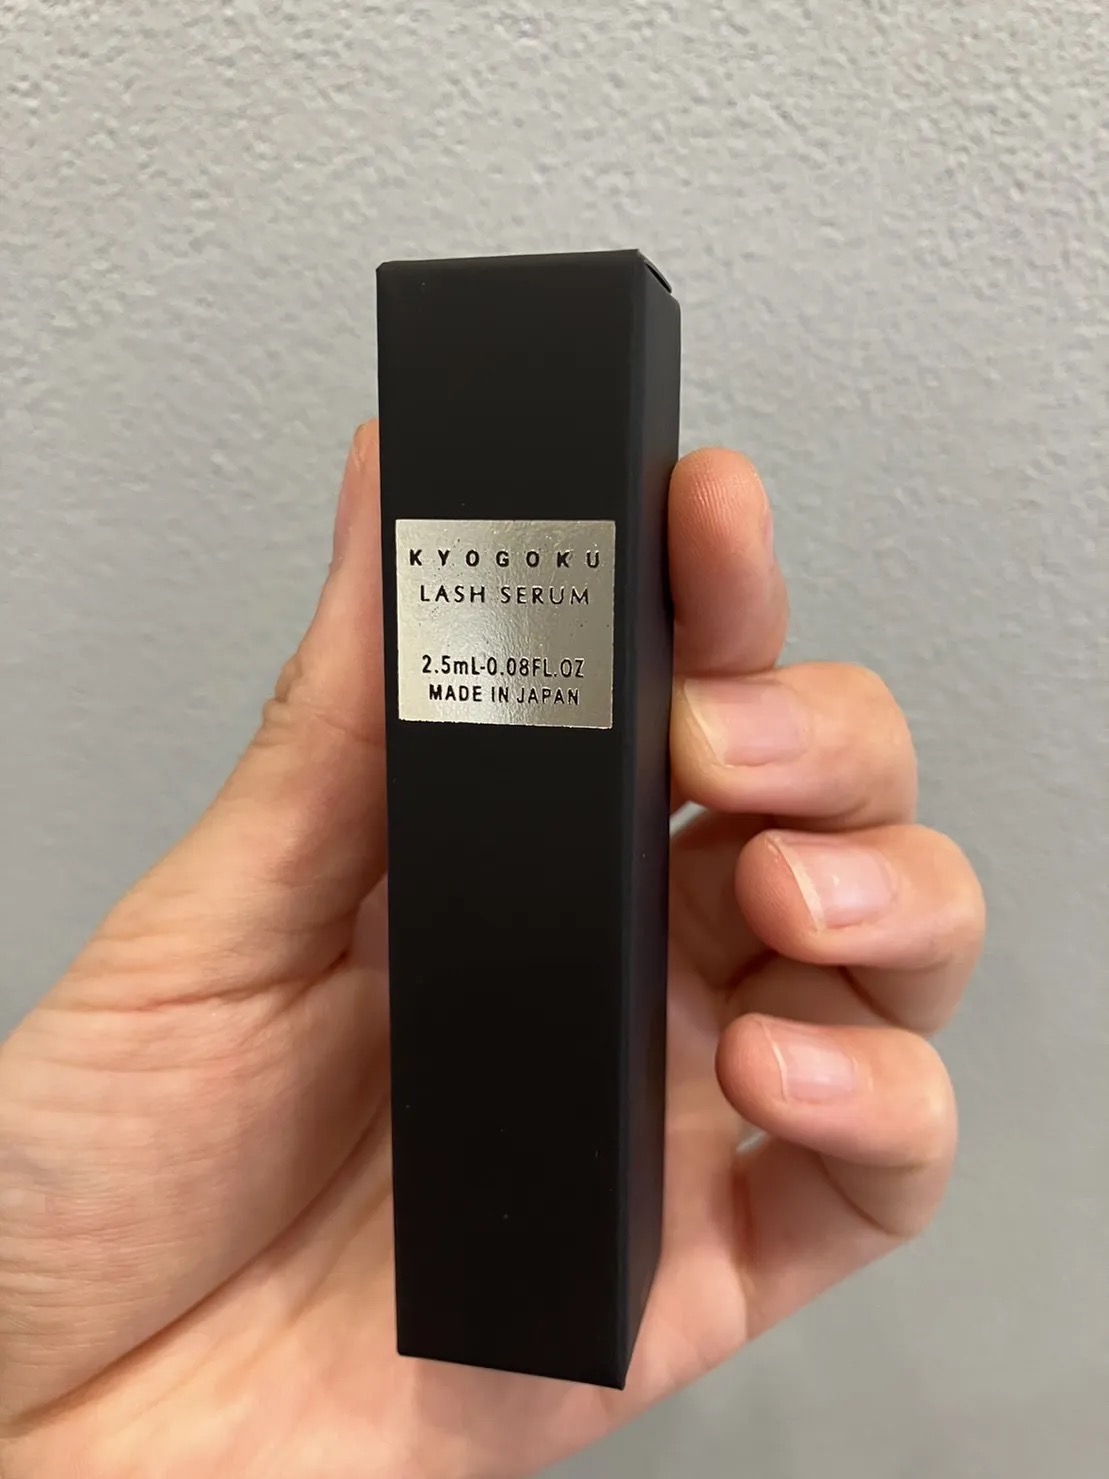 KYOGOKU
LASH SERUM
2.5mL-0.08FL.OZ
MADE IN JAPAN